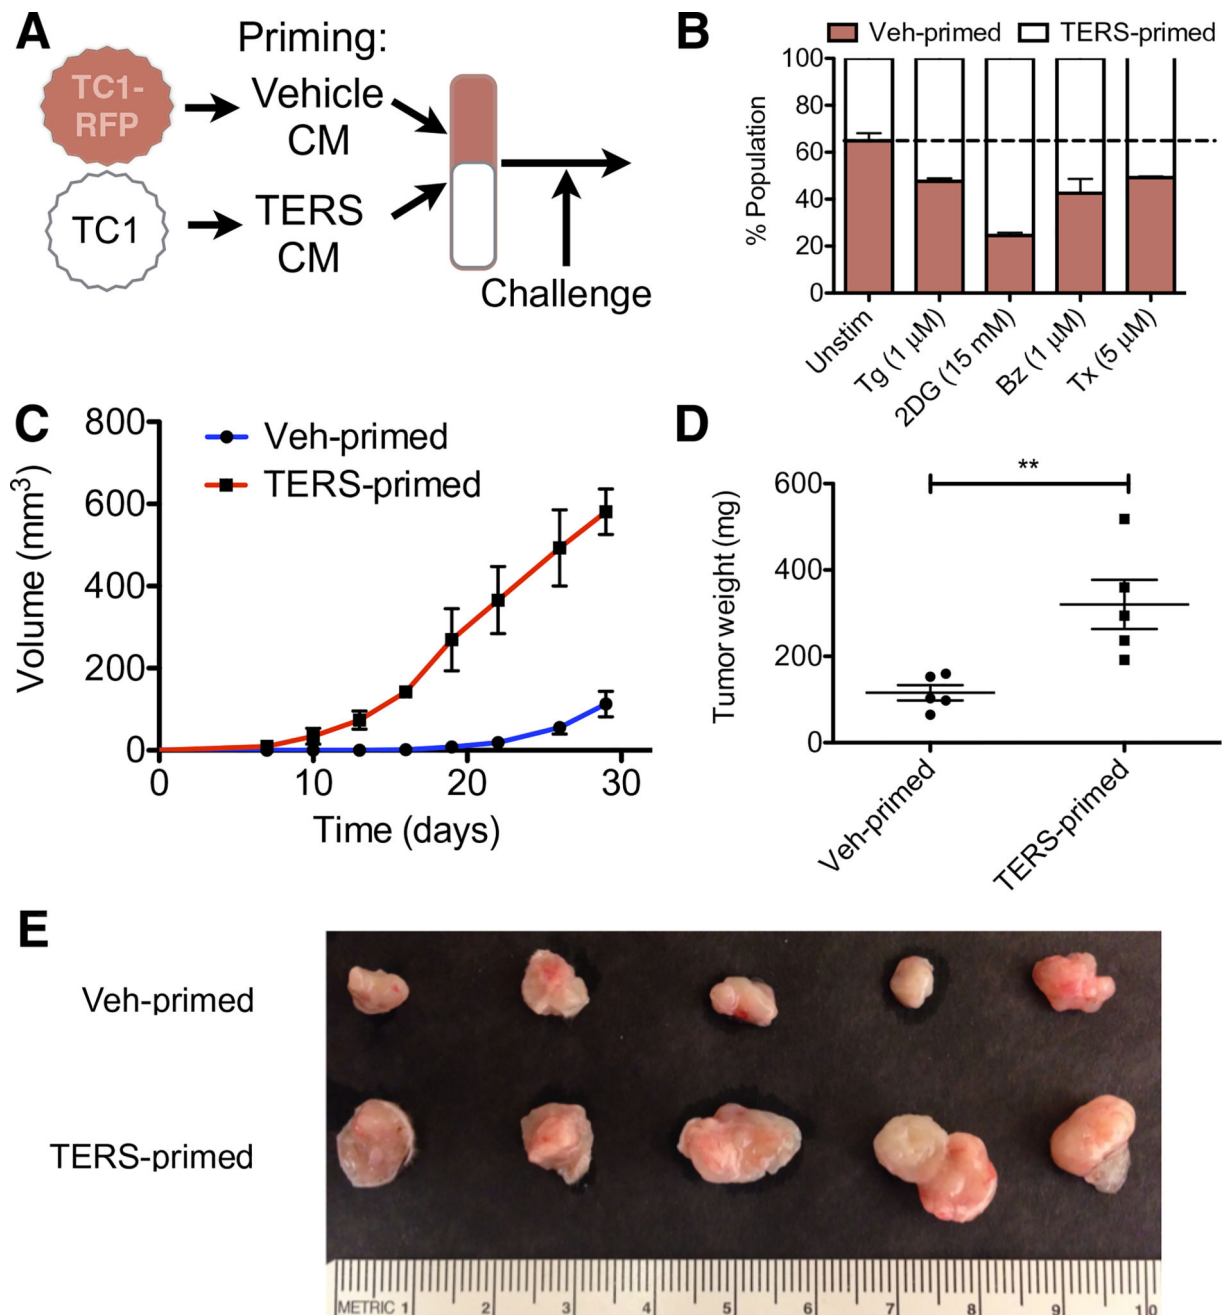 A
Priming:
TC1-
RFP
Vehicle
CM
TC1
TERS
CM
Challenge
B
Veh-primed
TERS-primed
% Population
100
80
60
40
20
0
Unstim
Tg (1 µM)
2DG (15 mM)
Bz (1 µM)
Tx (5 µM)
C
Veh-primed
TERS-primed
Volume (mm³)
800
600
400
200
0
0 10 20 30
Time (days)
D
**
Tumor weight (mg)
600
400
200
0
Veh-primed
TERS-primed
E
Veh-primed
TERS-primed
METRIC 1 2 3 4 5 6 7 8 9 10